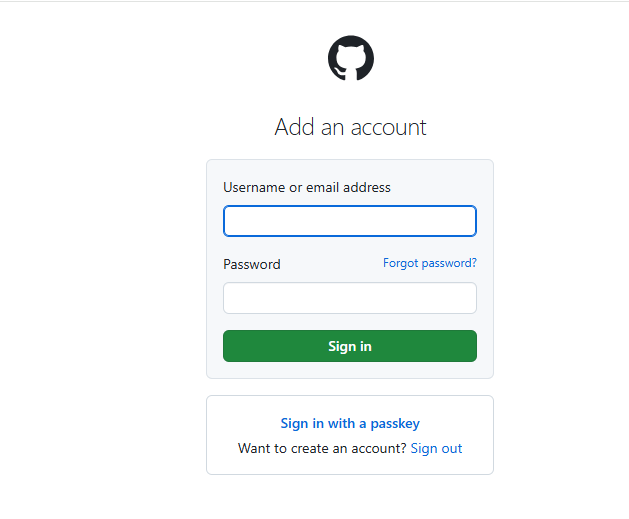 Add an account
Username or email address
Password Forgot password?
Sign in
Sign in with a passkey
Want to create an account? Sign out